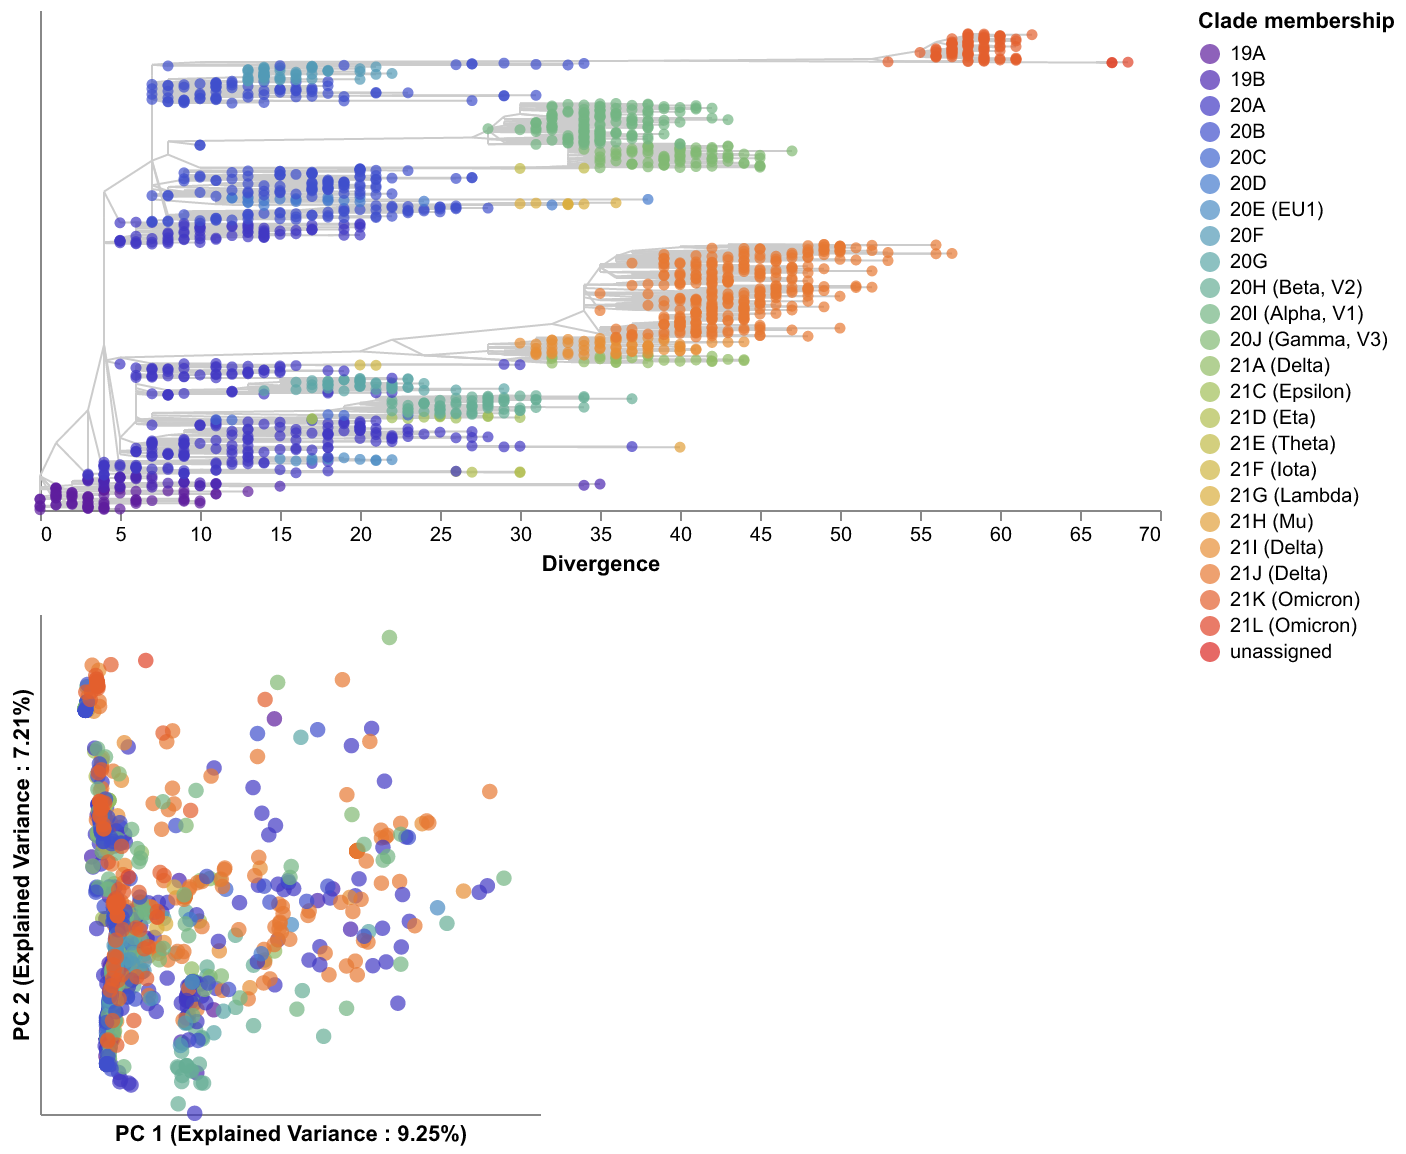 Clade membership
19A
19B
20A
20B
20C
20D
20E (EU1)
20F
20G
20H (Beta, V2)
20I (Alpha, V1)
20J (Gamma, V3)
21A (Delta)
21C (Epsilon)
21D (Eta)
21E (Theta)
21F (Iota)
21G (Lambda)
21H (Mu)
21I (Delta)
21J (Delta)
21K (Omicron)
21L (Omicron)
unassigned
0 5 10 15 20 25 30 35 40 45 50 55 60 65 70
Divergence
PC 2 (Explained Variance : 7.21%)
PC 1 (Explained Variance : 9.25%)